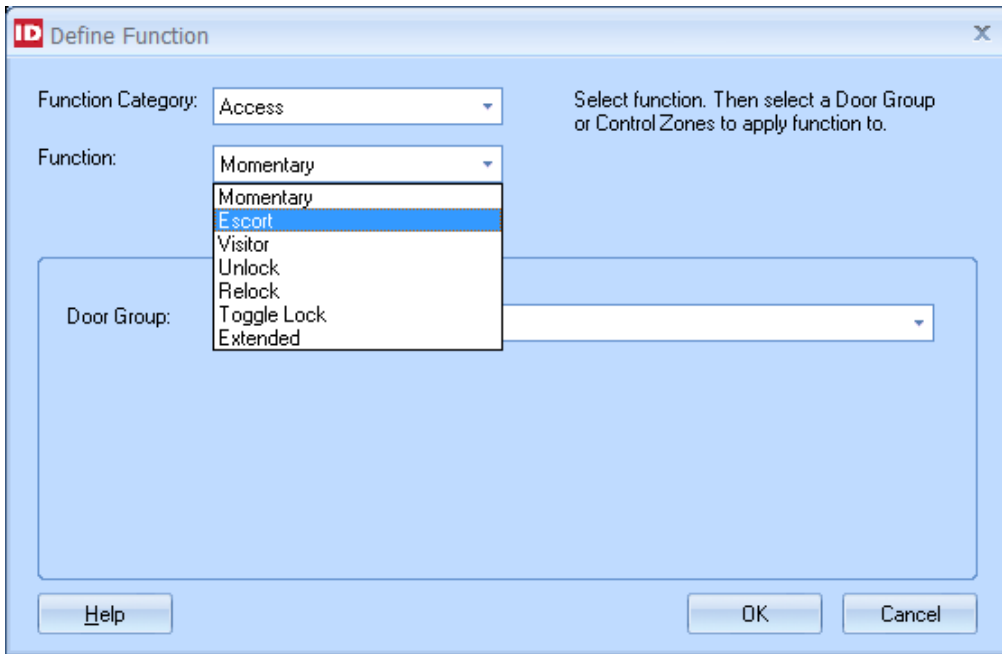 ID Define Function
Function Category:
Access
Select function. Then select a Door Group
or Control Zones to apply function to.
Function:
Momentary
Momentary
Escort
Visitor
Unlock
Relock
Toggle Lock
Extended
Door Group:
Help
OK
Cancel